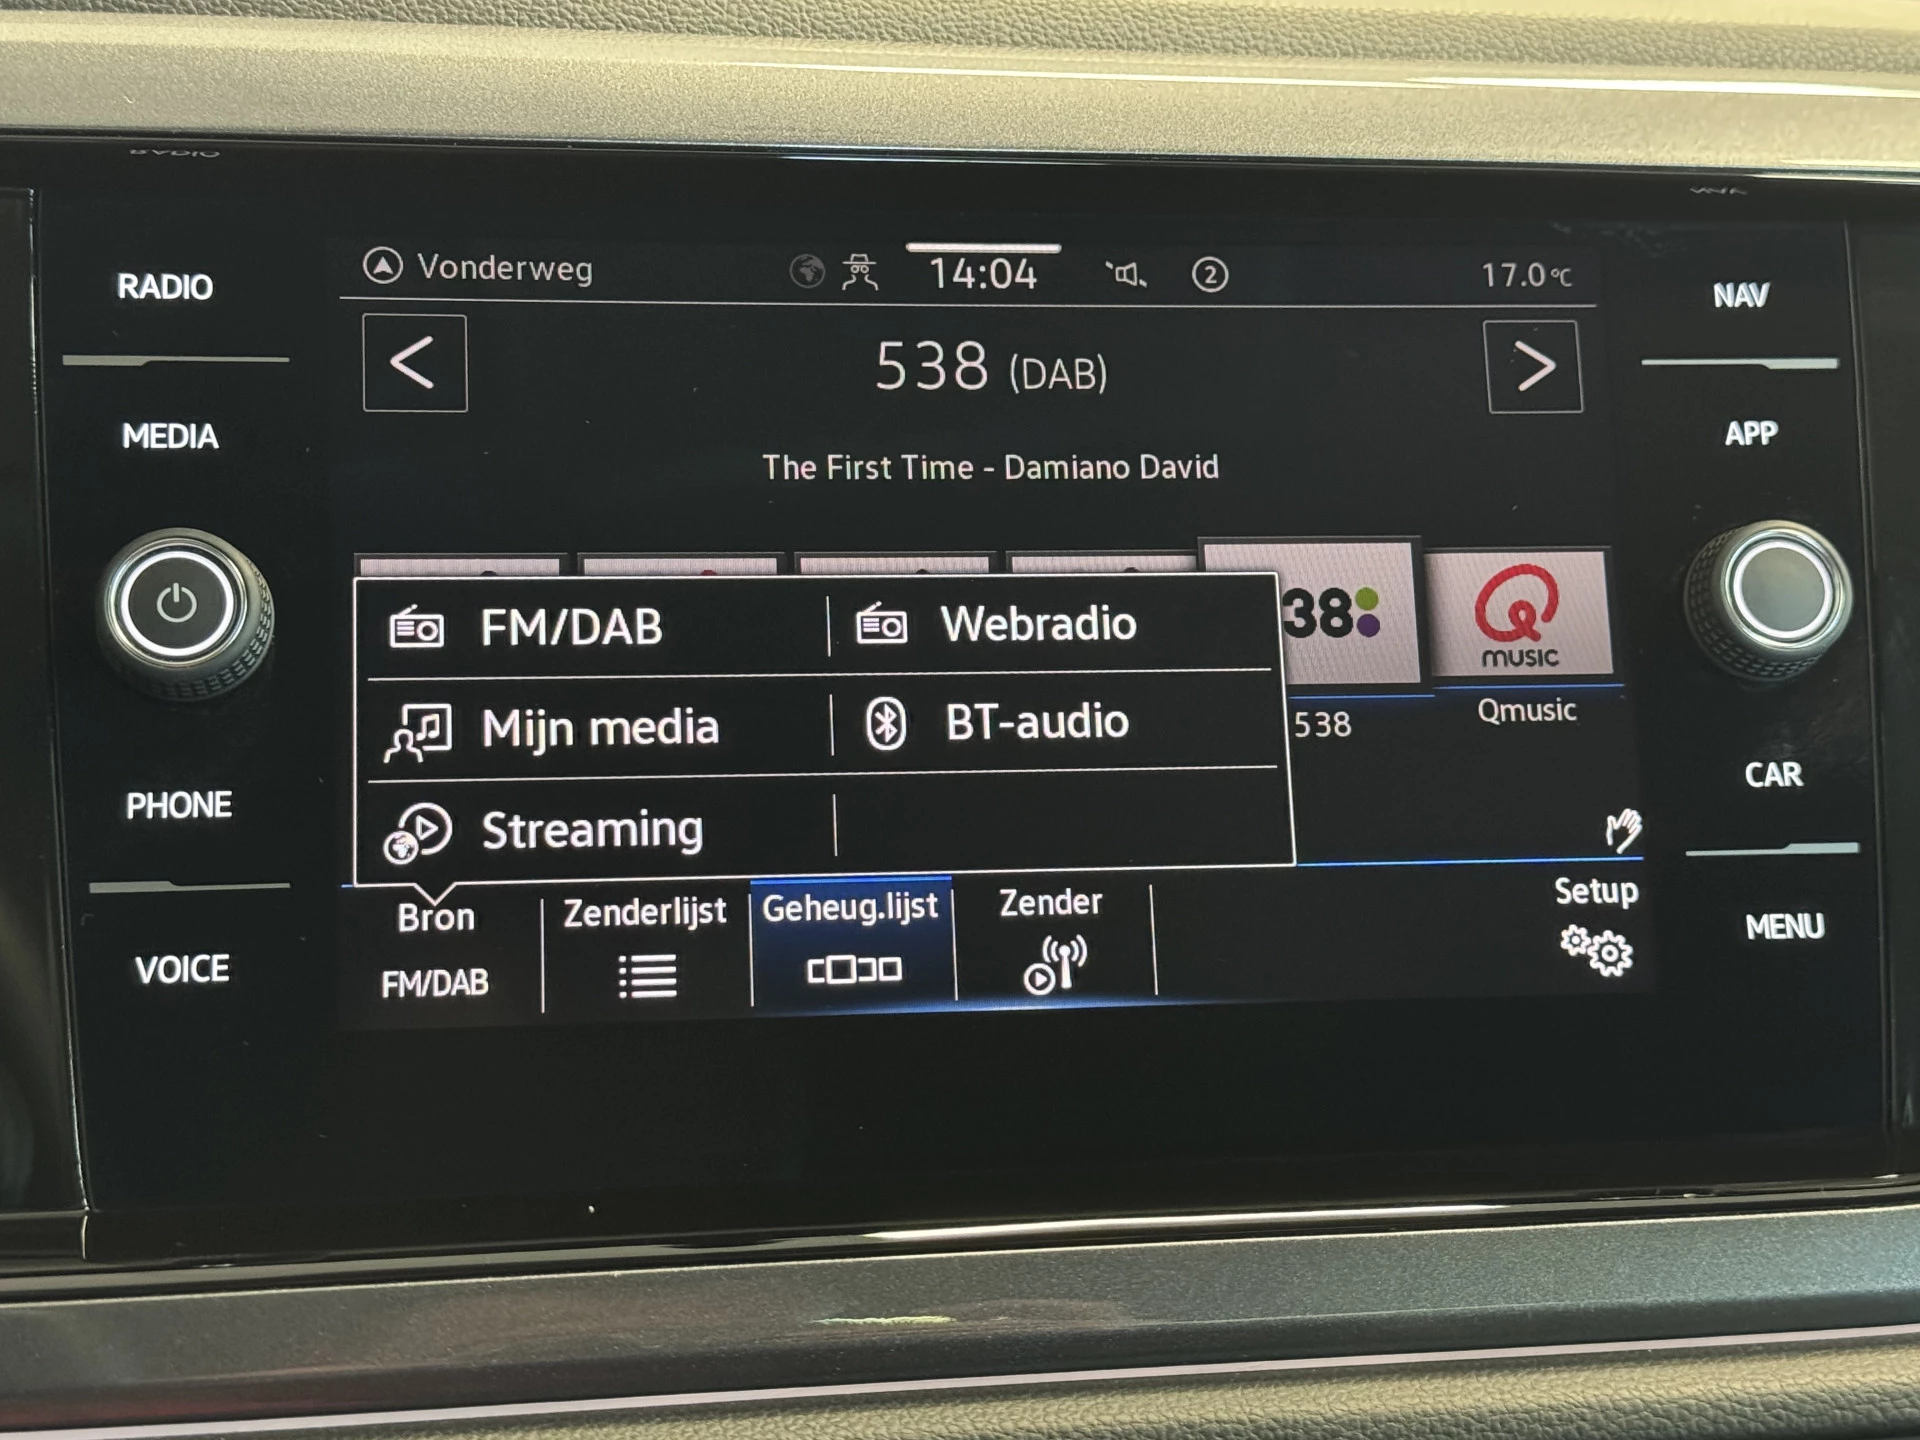 RADIO
MEDIA
PHONE
VOICE
Vonderweg
14:04
2
17.0°C
538 (DAB)
The First Time - Damiano David
FM/DAB
Webradio
Mijn media
BT-audio
Streaming
38
MUSIC
538
Qmusic
Bron
FM/DAB
Zenderlijst
Geheug.lijst
Zender
Setup
NAV
APP
CAR
MENU